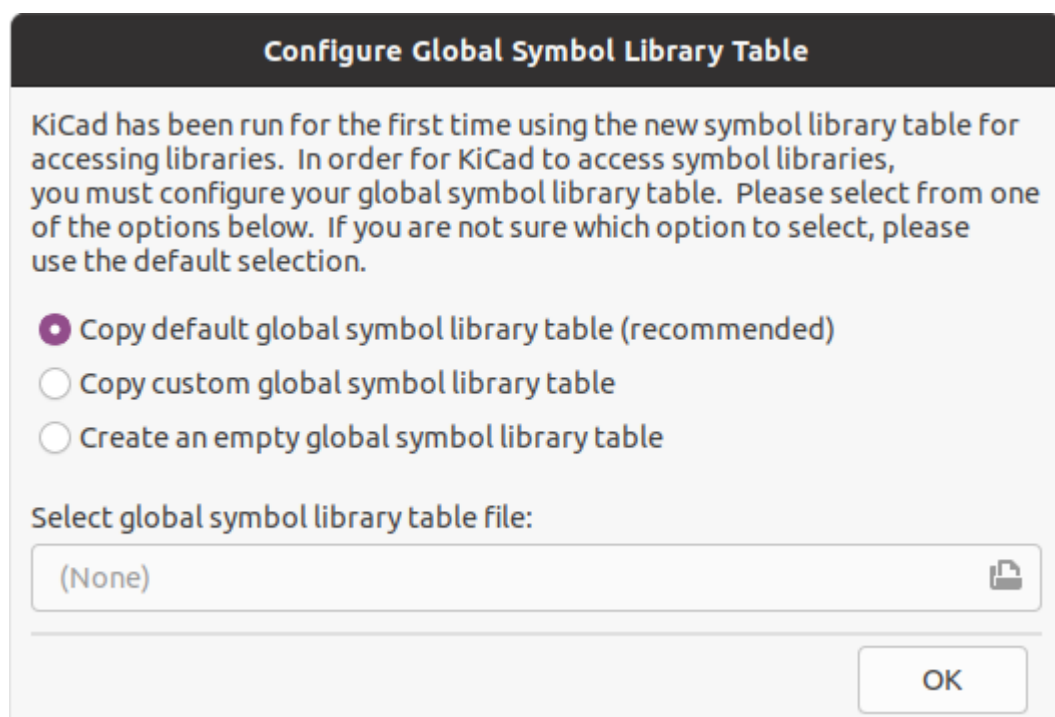 Configure Global Symbol Library Table
KiCad has been run for the first time using the new symbol library table for
accessing libraries.  In order for KiCad to access symbol libraries,
you must configure your global symbol library table.  Please select from one
of the options below.  If you are not sure which option to select, please
use the default selection.
Copy default global symbol library table (recommended)
Copy custom global symbol library table
Create an empty global symbol library table
Select global symbol library table file:
(None)
OK